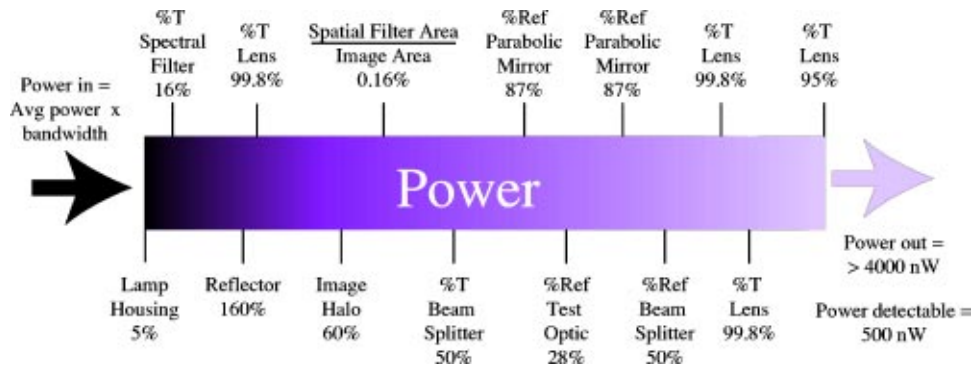 Power in =
Avg power x
bandwidth
%T
Spectral
Filter
16%
%T
Lens
99.8%
Spatial Filter Area
Image Area
0.16%
%Ref
Parabolic
Mirror
87%
%Ref
Parabolic
Mirror
87%
%T
Lens
99.8%
%T
Lens
95%
Power
Lamp
Housing
5%
Reflector
160%
Image
Halo
60%
%T
Beam
Splitter
50%
%Ref
Test
Optic
28%
%Ref
Beam
Splitter
50%
%T
Lens
99.8%
Power out =
> 4000 nW
Power detectable =
500 nW